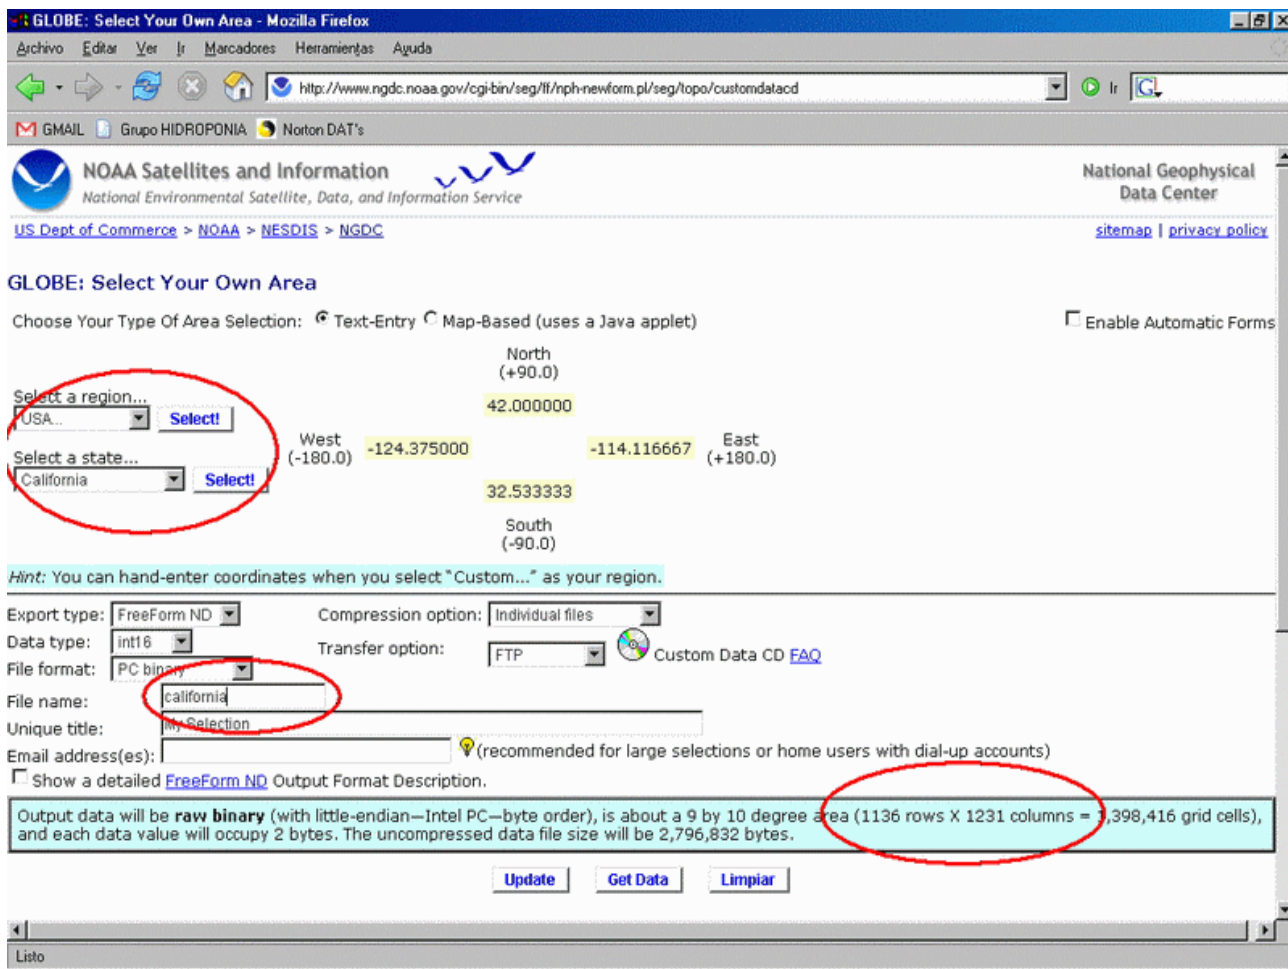 GLOBE: Select Your Own Area - Mozilla Firefox
Archivo Editar Ver Ir Marcadores Herramientas Ayuda
http://www.ngdc.noaa.gov/cgi-bin/seg/ff/nph-newform.pl/seg/topo/customdatacd Ir G
GMAIL Grupo HIDROPONIA Norton DAT's
NOAA Satellites and Information
National Environmental Satellite, Data, and Information Service
National Geophysical
Data Center
US Dept of Commerce > NOAA > NESDIS > NGDC
sitemap | privacy policy
GLOBE: Select Your Own Area
Choose Your Type Of Area Selection: Text-Entry Map-Based (uses a Java applet)
Enable Automatic Forms
North
(+90.0)
Select a region...
USA... Select!
42.000000
West
(-180.0)
-124.375000
-114.116667
East
(+180.0)
Select a state...
California Select!
32.533333
South
(-90.0)
Hint: You can hand-enter coordinates when you select "Custom..." as your region.
Export type: FreeForm ND Compression option: Individual files
Data type: int16 Transfer option: FTP Custom Data CD FAQ
File format: PC binary
File name: california
Unique title: My Selection
Email address(es): (recommended for large selections or home users with dial-up accounts)
Show a detailed FreeForm ND Output Format Description.
Output data will be raw binary (with little-endian—Intel PC—byte order), is about a 9 by 10 degree area (1136 rows X 1231 columns = 1,398,416 grid cells),
and each data value will occupy 2 bytes. The uncompressed data file size will be 2,796,832 bytes.
Update Get Data Limpiar
Listo